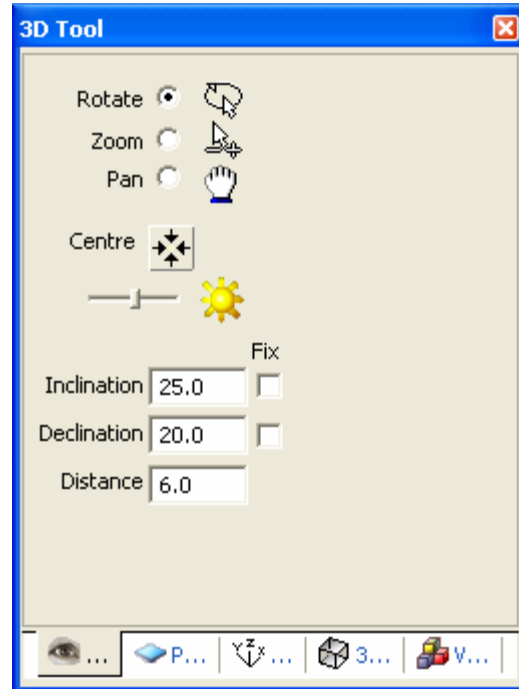 3D Tool
Rotate
Zoom
Pan
Centre
Fix
Inclination 25.0
Declination 20.0
Distance 6.0
... P... Y Z X ... 3... V...